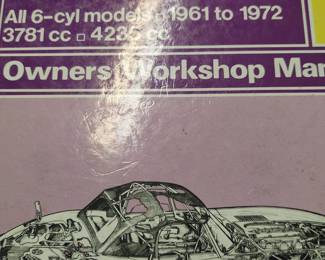 All 6-cyl models □ 1961 to 1972
3781 cc □ 4235 cc
Owners Workshop Man